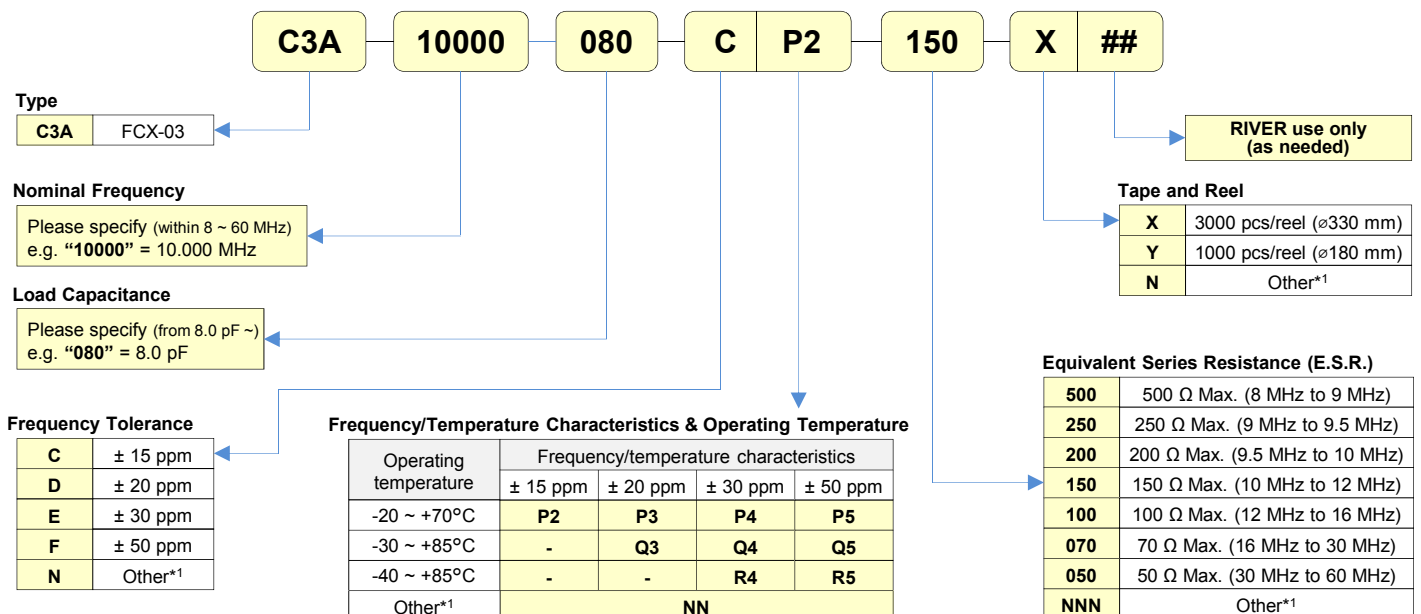 C3A 10000 080 C P2 150 X ##
Type
C3A FCX-03
RIVER use only
(as needed)
Nominal Frequency
Please specify (within 8 ~ 60 MHz)
e.g. “10000” = 10.000 MHz
Tape and Reel
X 3000 pcs/reel (⌀330 mm)
Y 1000 pcs/reel (⌀180 mm)
N Other*1
Load Capacitance
Please specify (from 8.0 pF ~)
e.g. “080” = 8.0 pF
Frequency Tolerance
C ± 15 ppm
D ± 20 ppm
E ± 30 ppm
F ± 50 ppm
N Other*1
Frequency/Temperature Characteristics & Operating Temperature
Operating
temperature
Frequency/temperature characteristics
± 15 ppm ± 20 ppm ± 30 ppm ± 50 ppm
-20 ~ +70°C P2 P3 P4 P5
-30 ~ +85°C - Q3 Q4 Q5
-40 ~ +85°C - - R4 R5
Other*1 NN
Equivalent Series Resistance (E.S.R.)
500 500 Ω Max. (8 MHz to 9 MHz)
250 250 Ω Max. (9 MHz to 9.5 MHz)
200 200 Ω Max. (9.5 MHz to 10 MHz)
150 150 Ω Max. (10 MHz to 12 MHz)
100 100 Ω Max. (12 MHz to 16 MHz)
070 70 Ω Max. (16 MHz to 30 MHz)
050 50 Ω Max. (30 MHz to 60 MHz)
NNN Other*1